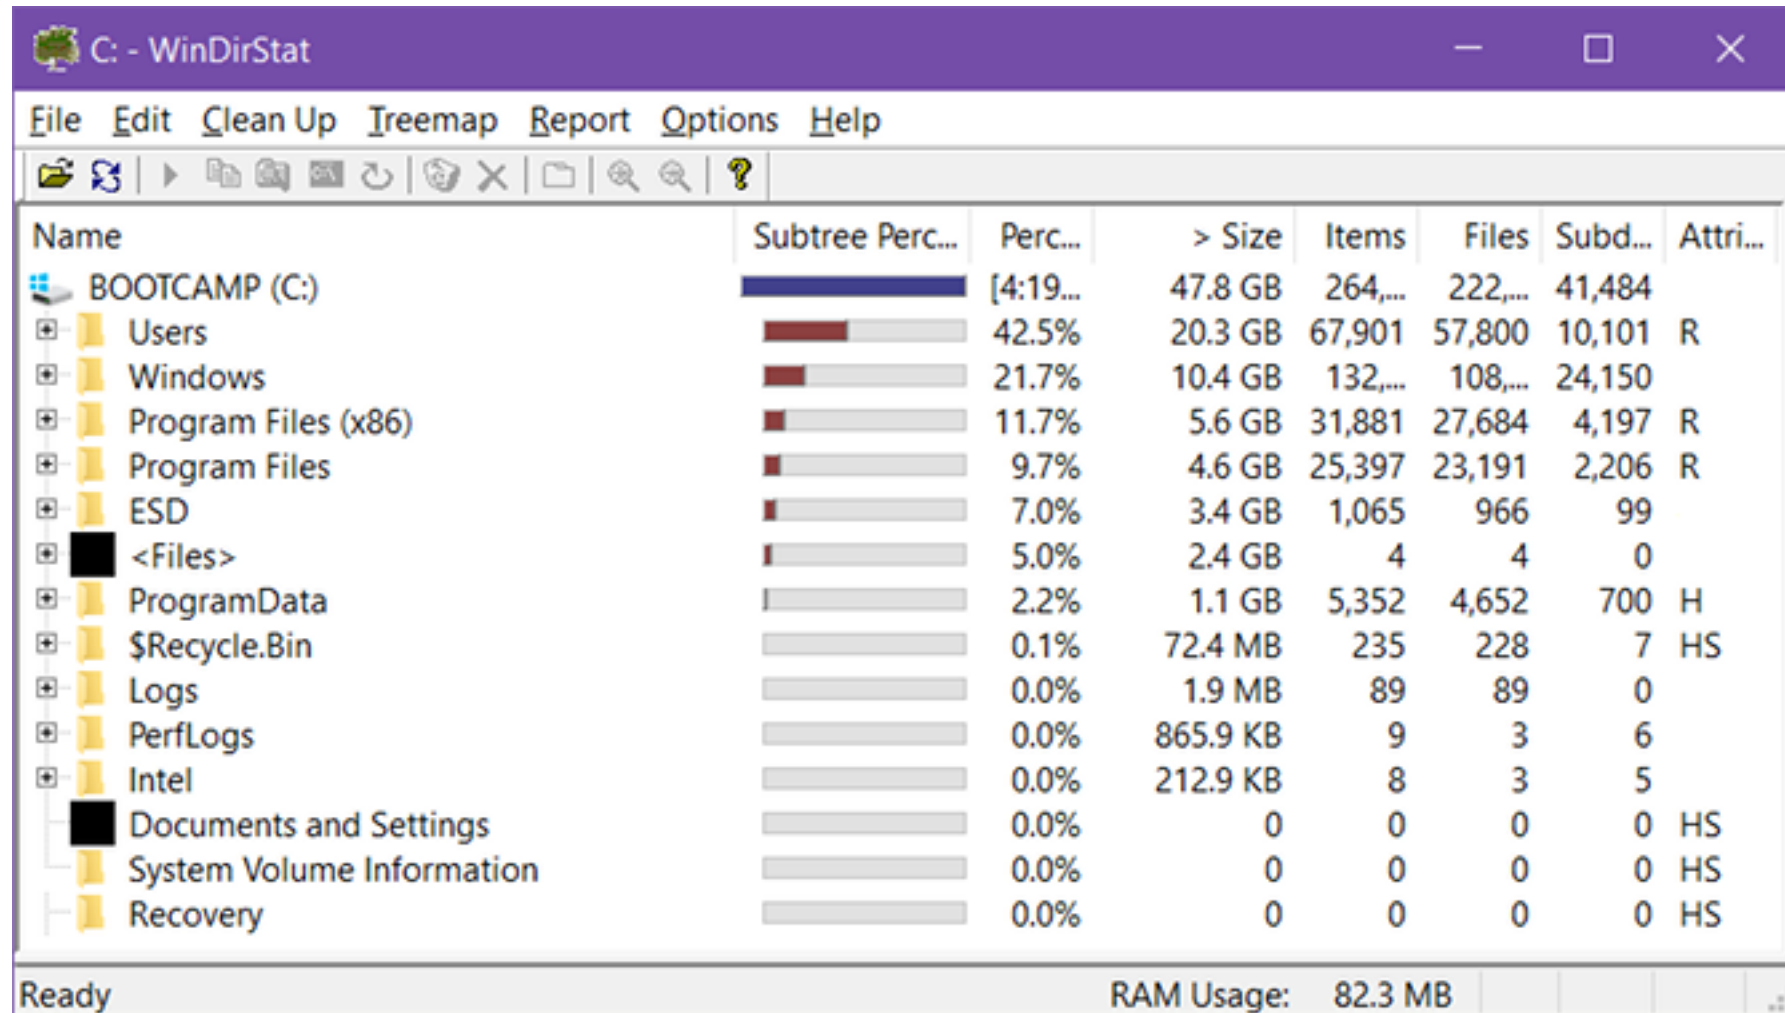 C: - WinDirStat
File Edit Clean Up Treemap Report Options Help
Name Subtree Perc... Perc... > Size Items Files Subd... Attri...
BOOTCAMP (C:) [4:19... 47.8 GB 264,... 222,... 41,484
Users 42.5% 20.3 GB 67,901 57,800 10,101 R
Windows 21.7% 10.4 GB 132,... 108,... 24,150
Program Files (x86) 11.7% 5.6 GB 31,881 27,684 4,197 R
Program Files 9.7% 4.6 GB 25,397 23,191 2,206 R
ESD 7.0% 3.4 GB 1,065 966 99
<Files> 5.0% 2.4 GB 4 4 0
ProgramData 2.2% 1.1 GB 5,352 4,652 700 H
$Recycle.Bin 0.1% 72.4 MB 235 228 7 HS
Logs 0.0% 1.9 MB 89 89 0
PerfLogs 0.0% 865.9 KB 9 3 6
Intel 0.0% 212.9 KB 8 3 5
Documents and Settings 0.0% 0 0 0 0 HS
System Volume Information 0.0% 0 0 0 0 HS
Recovery 0.0% 0 0 0 0 HS
Ready RAM Usage: 82.3 MB